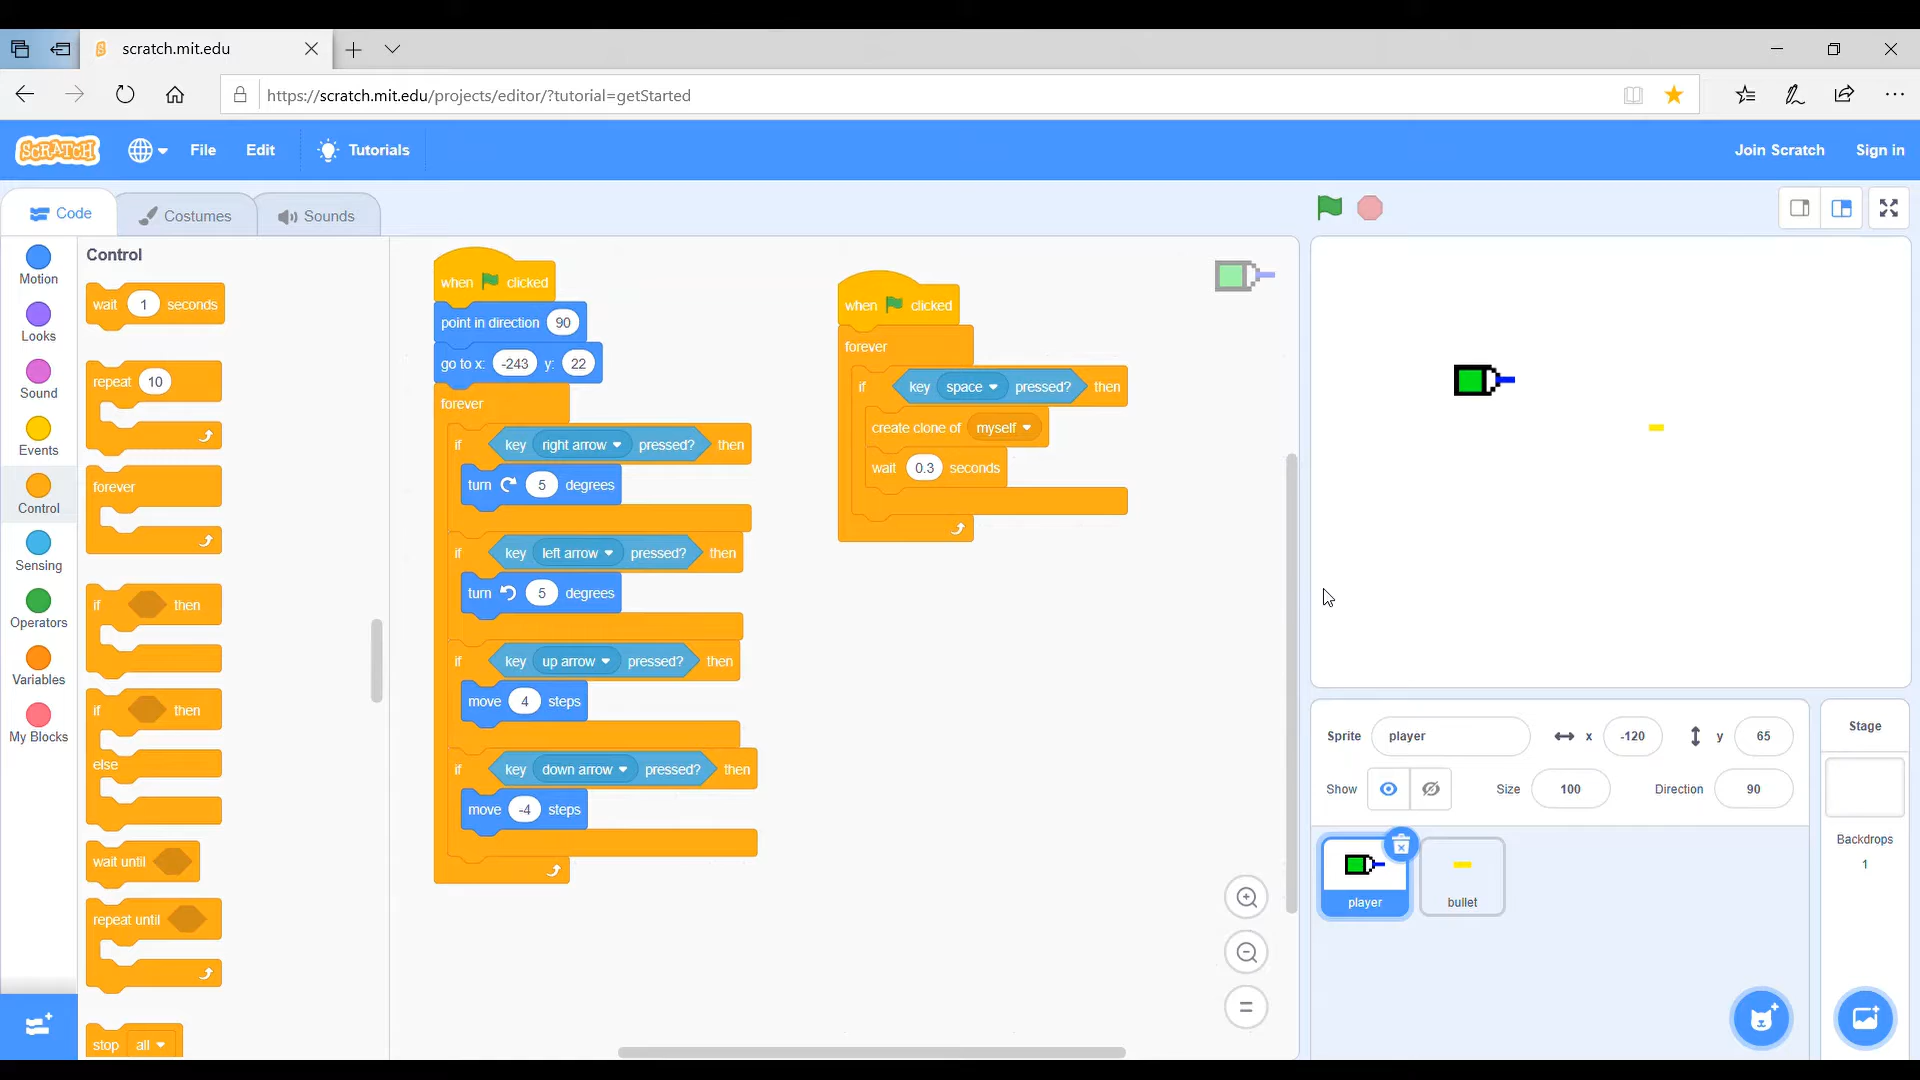 scratch.mit.edu
https://scratch.mit.edu/projects/editor/?tutorial=getStarted
SCRATCH
File
Edit
Tutorials
Join Scratch
Sign in
Code
Costumes
Sounds
Motion
Looks
Sound
Events
Control
Sensing
Operators
Variables
My Blocks
Control
wait 1 seconds
repeat 10
forever
if then
if then
else
wait until
repeat until
stop all
when clicked
point in direction 90
go to x: -243 y: 22
forever
if key right arrow pressed? then
turn 5 degrees
if key left arrow pressed? then
turn 5 degrees
if key up arrow pressed? then
move 4 steps
if key down arrow pressed? then
move -4 steps
when clicked
forever
if key space pressed? then
create clone of myself
wait 0.3 seconds
Sprite player x -120 y 65
Show Size 100 Direction 90
player
bullet
Stage
Backdrops
1